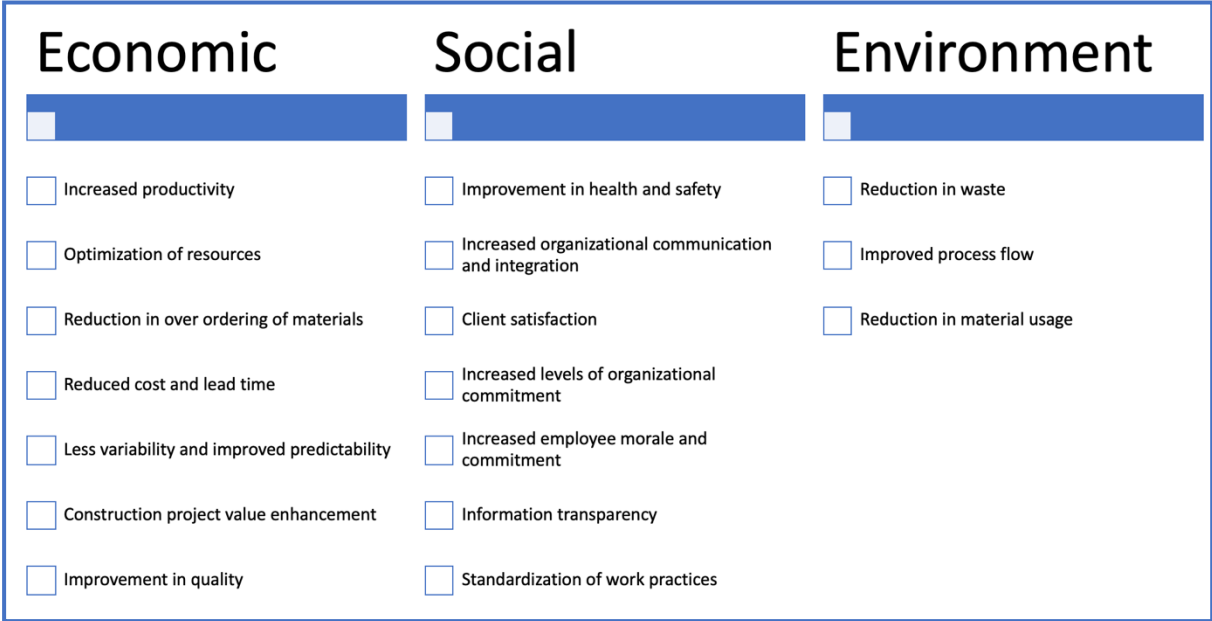 Economic
Increased productivity
Optimization of resources
Reduction in over ordering of materials
Reduced cost and lead time
Less variability and improved predictability
Construction project value enhancement
Improvement in quality
Social
Improvement in health and safety
Increased organizational communication
and integration
Client satisfaction
Increased levels of organizational
commitment
Increased employee morale and
commitment
Information transparency
Standardization of work practices
Environment
Reduction in waste
Improved process flow
Reduction in material usage